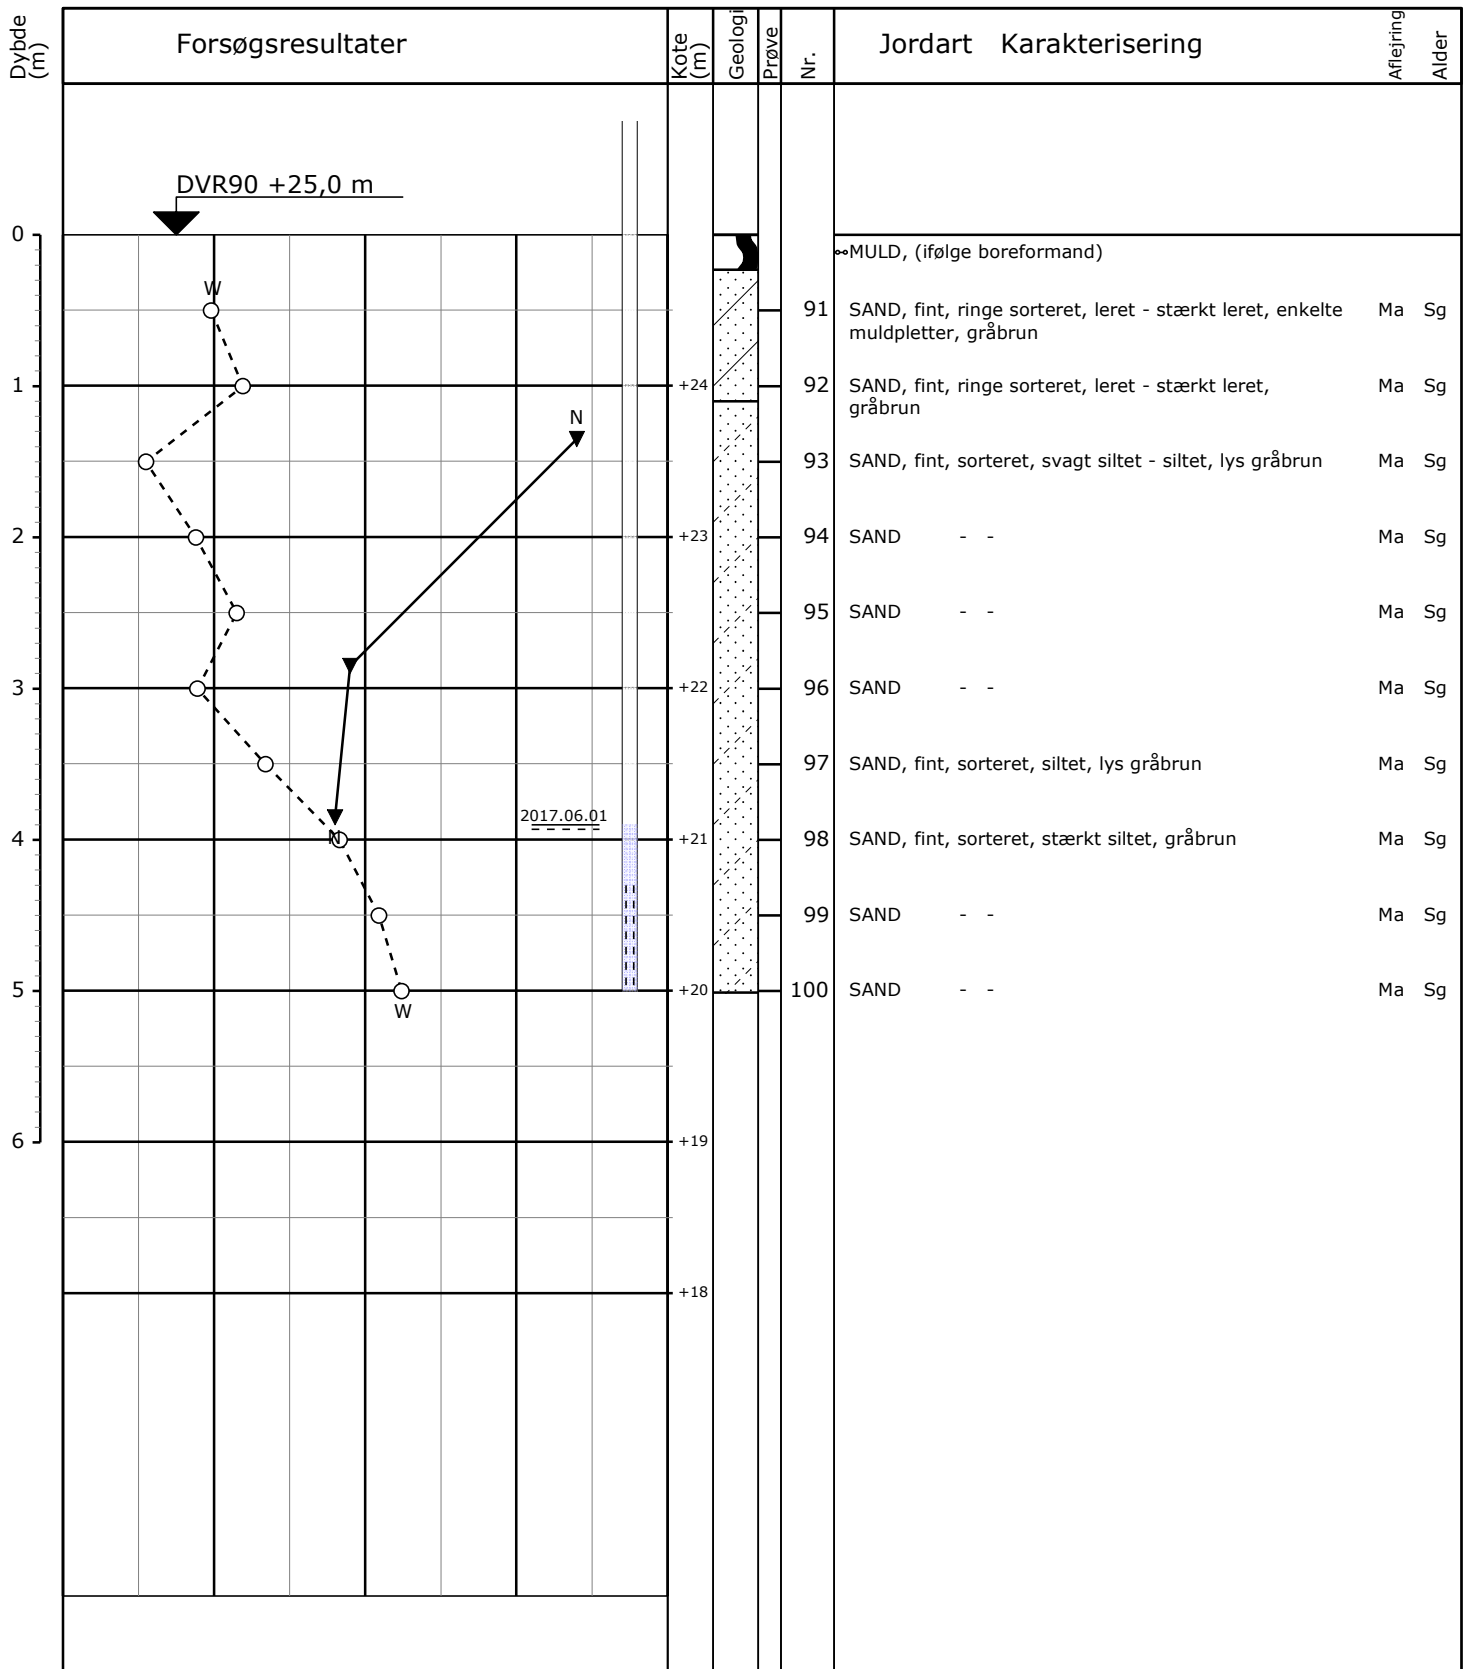 Dybde
(m)
Forsøgsresultater
Kote
(m)
Geologi
Prøve
Nr.
Jordart Karakterisering
Aflejring
Alder
DVR90 +25,0 m
0
MULD, (ifølge boreformand)
W
91 SAND, fint, ringe sorteret, leret - stærkt leret, enkelte Ma Sg
muldpletter, gråbrun
1 +24 92 SAND, fint, ringe sorteret, leret - stærkt leret, Ma Sg
gråbrun
N
93 SAND, fint, sorteret, svagt siltet - siltet, lys gråbrun Ma Sg
2 +23 94 SAND - - Ma Sg
95 SAND - - Ma Sg
3 +22 96 SAND - - Ma Sg
97 SAND, fint, sorteret, siltet, lys gråbrun Ma Sg
2017.06.01
4 N +21 98 SAND, fint, sorteret, stærkt siltet, gråbrun Ma Sg
99 SAND - - Ma Sg
5 +20 100 SAND - - Ma Sg
W
6 +19
+18